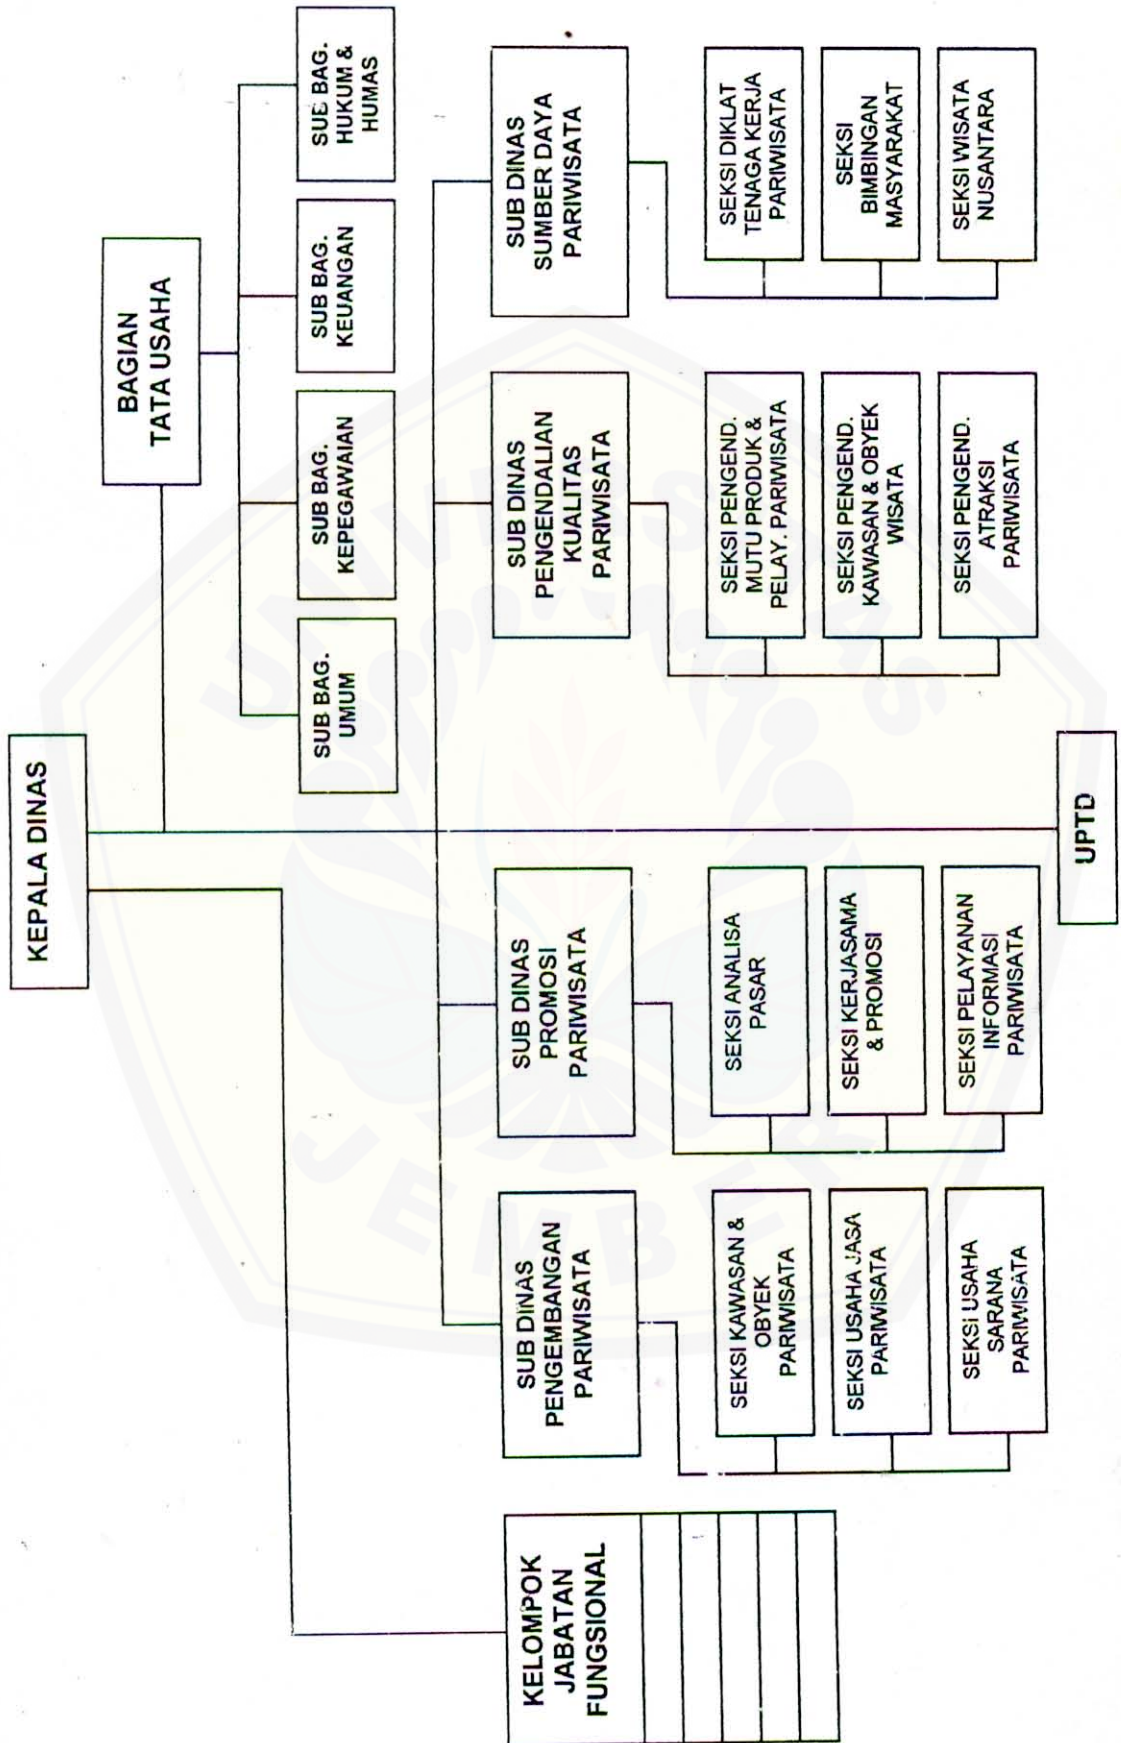 KEPALA DINAS
BAGIAN
TATA USAHA
SUB BAG.
UMUM
SUB BAG.
KEPEGAWAIAN
SUB BAG.
KEUANGAN
SUB BAG.
HUKUM &
HUMAS
KELOMPOK
JABATAN
FUNGSIONAL
SUB DINAS
PENGEMBANGAN
PARIWISATA
SUB DINAS
PROMOSI
PARIWISATA
SUB DINAS
PENGENDALIAN
KUALITAS
PARIWISATA
SUB DINAS
SUMBER DAYA
PARIWISATA
SEKSI KAWASAN &
OBYEK
PARIWISATA
SEKSI USAHA JASA
PARIWISATA
SEKSI USAHA
SARANA
PARIWISATA
SEKSI ANALISA
PASAR
SEKSI KERJASAMA
& PROMOSI
SEKSI PELAYANAN
INFORMASI
PARIWISATA
SEKSI PENGEND.
MUTU PRODUK &
PELAY. PARIWISATA
SEKSI PENGEND.
KAWASAN & OBYEK
WISATA
SEKSI PENGEND.
ATRAKSI
PARIWISATA
SEKSI DIKLAT
TENAGA KERJA
PARIWISATA
SEKSI
BIMBINGAN
MASYARAKAT
SEKSI WISATA
NUSANTARA
UPTD
UNIVERSITAS
JEMBER